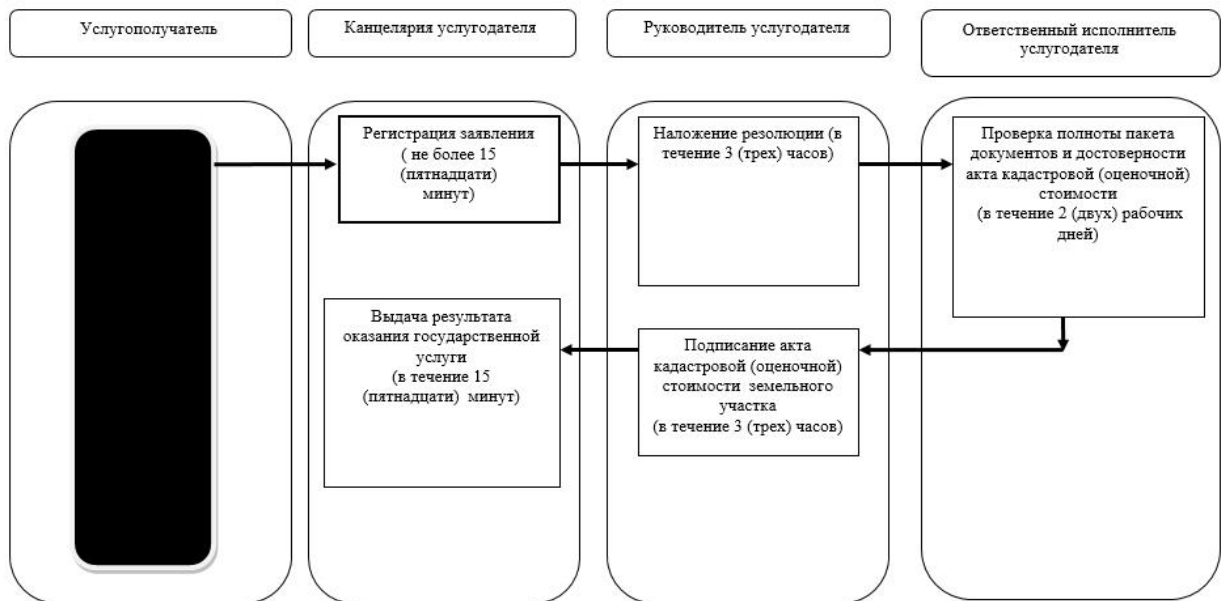 Услугополучатель
Канцелярия услугодателя
Руководитель услугодателя
Ответственный исполнитель
услугодателя
Регистрация заявления
( не более 15
(пятнадцати)
минут)
Наложение резолюции (в
течение 3 (трех) часов)
Проверка полноты пакета
документов и достоверности
акта кадастровой (оценочной)
стоимости
(в течение 2 (двух) рабочих
дней)
Выдача результата
оказания государственной
услуги
(в течение 15
(пятнадцати) минут)
Подписание акта
кадастровой (оценочной)
стоимости земельного
участка
(в течение 3 (трех) часов)